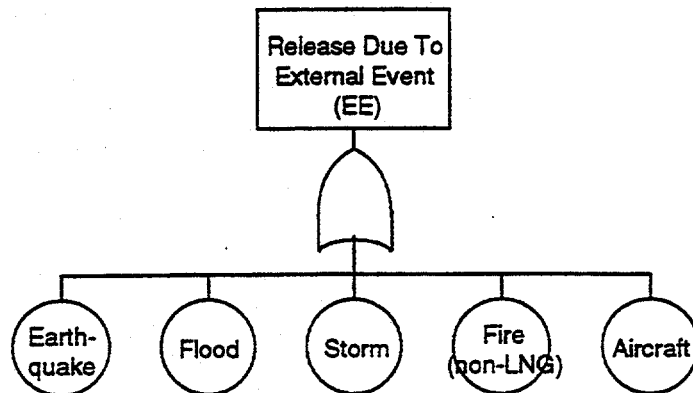 Release Due To
External Event
(EE)
Earth-
quake
Flood
Storm
Fire
(non-LNG)
Aircraft